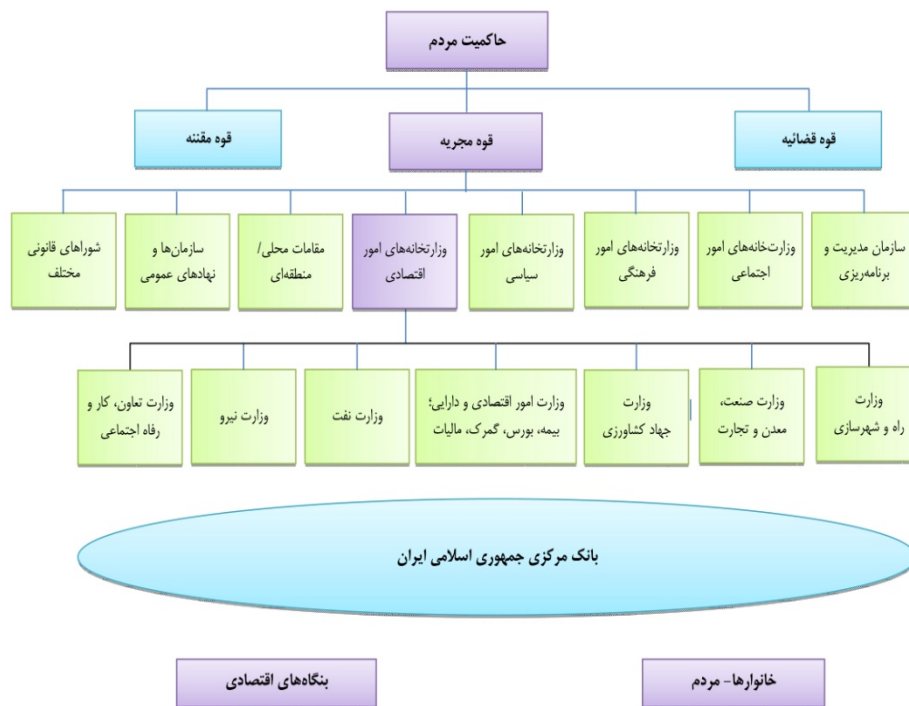 حاکمیت مردم
قوه قضائیه
قوه مجریه
قوه مقننه
سازمان مدیریت و
برنامه‌ریزی
وزارت‌خانه‌های امور
اجتماعی
وزارتخانه‌های امور
فرهنگی
وزارتخانه‌های امور
سیاسی
وزارتخانه‌های امور
اقتصادی
مقامات محلی/
منطقه‌ای
سازمان‌ها و
نهادهای عمومی
شوراهای قانونی
مختلف
وزارت
راه و شهرسازی
وزارت صنعت،
معدن و تجارت
وزارت
جهاد کشاورزی
وزارت امور اقتصادی و دارایی؛
بیمه، بورس، گمرک، مالیات
وزارت نفت
وزارت نیرو
وزارت تعاون، کار و
رفاه اجتماعی
بانک مرکزی جمهوری اسلامی ایران
خانوارها- مردم
بنگاه‌های اقتصادی